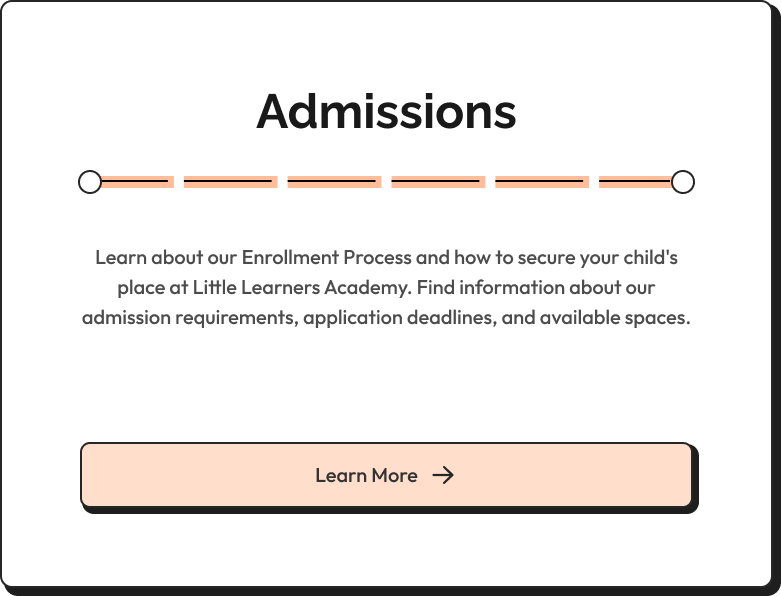 Admissions
Learn about our Enrollment Process and how to secure your child's
place at Little Learners Academy. Find information about our
admission requirements, application deadlines, and available spaces.
Learn More